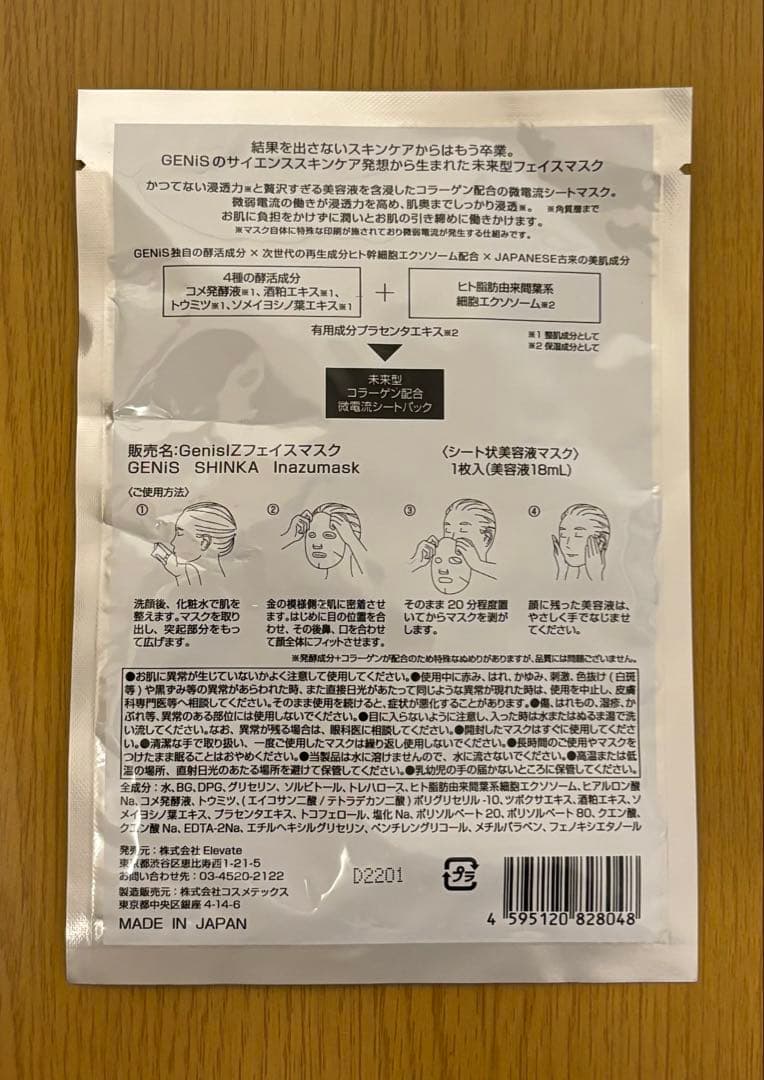 結果を出さないスキンケアからはもう卒業。
GENiSのサイエンススキンケア発想から生まれた未来型フェイスマスク
かつてない浸透力※と贅沢すぎる美容液を含浸したコラーゲン配合の微電流シートマスク。
微弱電流の働きが浸透力を高め、肌奥までしっかり浸透※。 ※角質層まで
お肌に負担をかけずに潤いとお肌の引き締めに働きかけます。
※マスク自体に特殊な印刷が施されており微弱電流が発生する仕組みです。
GENiS独自の酵活成分 × 次世代の再生成分ヒト幹細胞エクソソーム配合 × JAPANESE古来の美肌成分
4種の酵活成分
コメ発酵液※1、酒粕エキス※1、
トウミツ※1、ソメイヨシノ葉エキス※1
+
ヒト脂肪由来間葉系
細胞エクソソーム※2
有用成分プラセンタエキス※2
※1 整肌成分として
※2 保湿成分として
未来型
コラーゲン配合
微電流シートパック
販売名:GenisIZフェイスマスク
GENiS SHINKA Inazumask
〈シート状美容液マスク〉
1枚入(美容液18mL)
〈ご使用方法〉
①
洗顔後、化粧水で肌を
整えます。マスクを取り
出し、突起部分をもっ
て広げます。
②
金の模様側を肌に密着させ
ます。はじめに目の位置を合
わせ、その後鼻、口を合わせ
て顔全体にフィットさせます。
③
そのまま20分程度置
いてからマスクを剥が
します。
④
顔に残った美容液は、
やさしく手でなじませ
てください。
※発酵成分+コラーゲンが配合のため特殊なぬめりがありますが、品質には問題ございません。
●お肌に異常が生じていないかよく注意して使用してください。●使用中に赤み、はれ、かゆみ、刺激、色抜け(白斑
等)や黒ずみ等の異常があらわれた時、また直接日光があたって同じような異常が現れた時は、使用を中止し、皮膚
科専門医等へ相談してください。そのまま使用を続けると、症状が悪化することがあります。●傷、はれもの、湿疹、か
ぶれ等、異常のある部位には使用しないでください。●目に入らないように注意し、入った時は水またはぬるま湯で洗
い流してください。なお、異常が残る場合は、眼科医に相談してください。●開封したマスクはすぐに使用してくださ
い。●清潔な手で取り扱い、一度ご使用したマスクは繰り返し使用しないでください。●長時間のご使用やマスクを
つけたまま眠ることはおやめください。●当製品は水に溶けませんので、水に流さないでください。●高温または低
温の場所、直射日光のあたる場所を避けて保管してください。●乳幼児の手の届かないところに保管してください。
全成分：水、BG、DPG、グリセリン、ソルビトール、トレハロース、ヒト脂肪由来間葉系細胞エクソソーム、ヒアルロン酸
Na、コメ発酵液、トウミツ、(エイコサン二酸/テトラデカン二酸)ポリグリセリル-10、ツボクサエキス、酒粕エキス、ソ
メイヨシノ葉エキス、プラセンタエキス、トコフェロール、塩化Na、ポリソルベート20、ポリソルベート80、クエン酸、
クエン酸Na、EDTA-2Na、エチルヘキシルグリセリン、ペンチレングリコール、メチルパラベン、フェノキシエタノール
発売元：株式会社 Elevate
東京都渋谷区恵比寿西1-21-5
お問い合わせ先：03-4520-2122
製造販売元：株式会社コスメテックス
東京都中央区銀座 4-14-6
MADE IN JAPAN
D2201
プラ
4 595120 828048